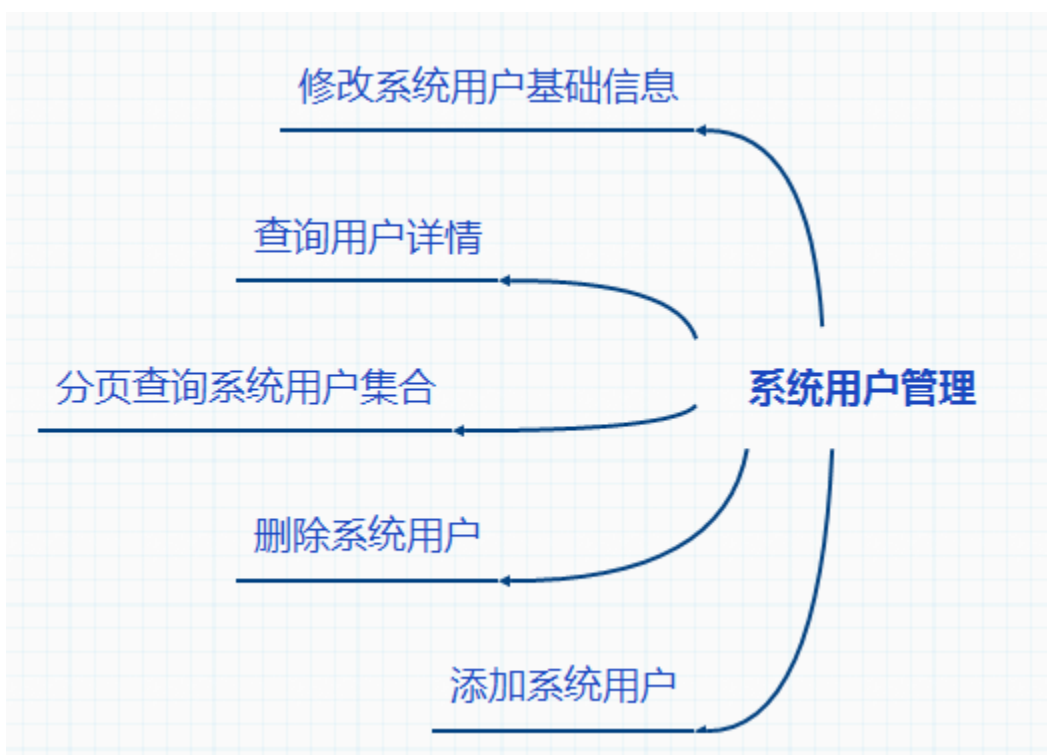 修改系统用户基础信息
查询用户详情
分页查询系统用户集合
系统用户管理
删除系统用户
添加系统用户